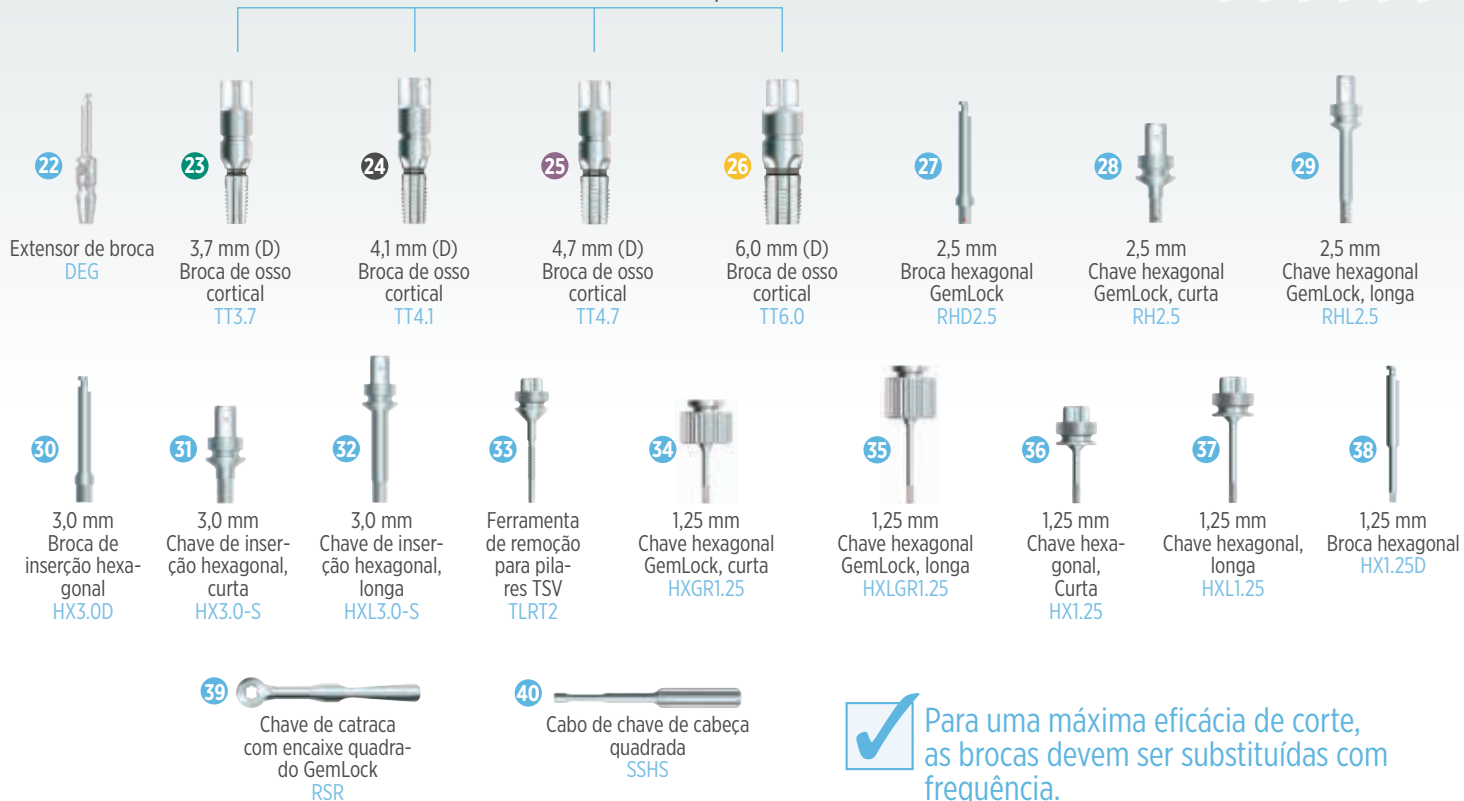 22
23
24
25
26
27
28
29
Extensor de broca
DEG
3,7 mm (D)
Broca de osso
cortical
TT3.7
4,1 mm (D)
Broca de osso
cortical
TT4.1
4,7 mm (D)
Broca de osso
cortical
TT4.7
6,0 mm (D)
Broca de osso
cortical
TT6.0
2,5 mm
Broca hexagonal
GemLock
RHD2.5
2,5 mm
Chave hexagonal
GemLock, curta
RH2.5
2,5 mm
Chave hexagonal
GemLock, longa
RHL2.5
30
31
32
33
34
35
36
37
38
3,0 mm
Broca de
inserção hexa-
gonal
HX3.0D
3,0 mm
Chave de inser-
ção hexagonal,
curta
HX3.0-S
3,0 mm
Chave de inser-
ção hexagonal,
longa
HXL3.0-S
Ferramenta
de remoção
para pila-
res TSV
TLRT2
1,25 mm
Chave hexagonal
GemLock, curta
HXGR1.25
1,25 mm
Chave hexagonal
GemLock, longa
HXLGR1.25
1,25 mm
Chave hexa-
gonal,
Curta
HX1.25
1,25 mm
Chave hexagonal,
longa
HXL1.25
1,25 mm
Broca hexagonal
HX1.25D
39
Chave de catraca
com encaixe quadra-
do GemLock
RSR
40
Cabo de chave de cabeça
quadrada
SSHS
Para uma máxima eficácia de corte,
as brocas devem ser substituídas com
frequência.